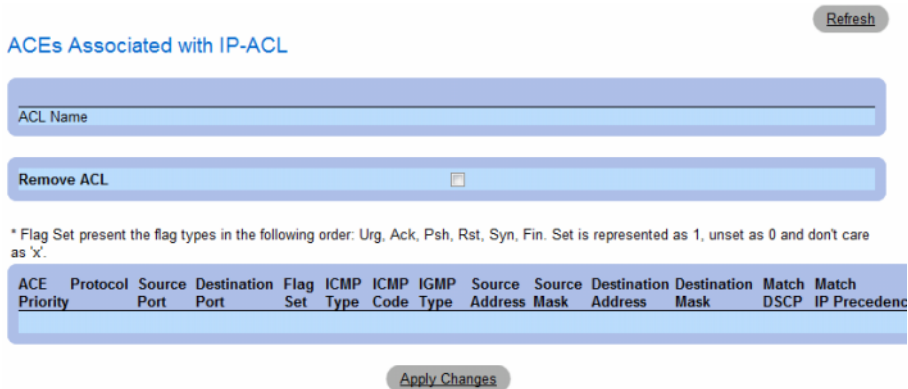 Refresh
ACEs Associated with IP-ACL
ACL Name
Remove ACL
* Flag Set present the flag types in the following order: Urg, Ack, Psh, Rst, Syn, Fin. Set is represented as 1, unset as 0 and don't care
as 'x'.
ACE Protocol Source Destination Flag ICMP ICMP IGMP Source Source Destination Destination Match Match
Priority Port Port Set Type Code Type Address Mask Address Mask DSCP IP Precedenc
Apply Changes